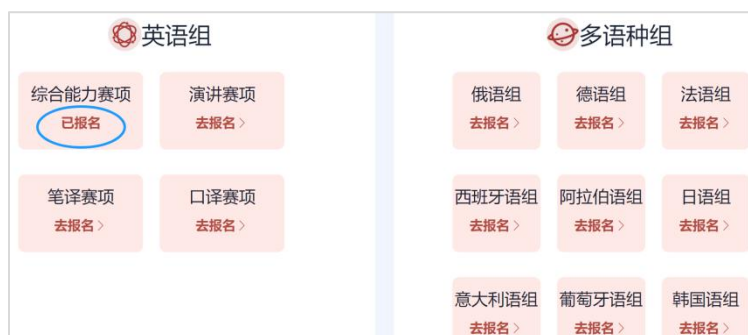 英语组
综合能力赛项
已报名
演讲赛项
去报名 >
笔译赛项
去报名 >
口译赛项
去报名 >
多语种组
俄语组
去报名 >
德语组
去报名 >
法语组
去报名 >
西班牙语组
去报名 >
阿拉伯语组
去报名 >
日语组
去报名 >
意大利语组
去报名 >
葡萄牙语组
去报名 >
韩国语组
去报名 >